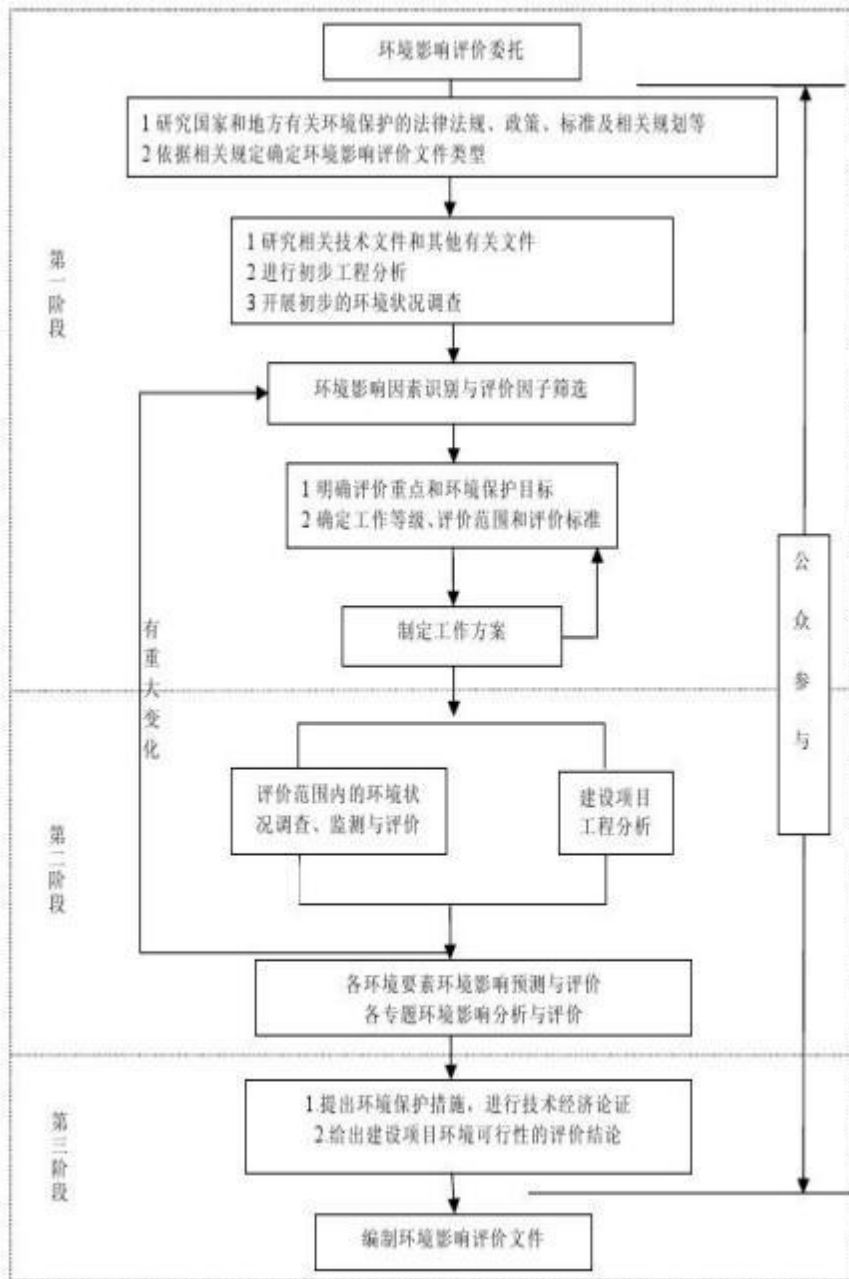 环境影响评价委托
1 研究国家和地方有关环境保护的法律法规、政策、标准及相关规划等
2 依据相关规定确定环境影响评价文件类型
1 研究相关技术文件和其他有关文件
2 进行初步工程分析
3 开展初步的环境状况调查
第一阶段
环境影响因素识别与评价因子筛选
1 明确评价重点和环境保护目标
2 确定工作等级、评价范围和评价标准
公众参与
制定工作方案
有重大变化
评价范围内的环境状
况调查、监测与评价
建设项目
工程分析
第二阶段
各环境要素环境影响预测与评价
各专题环境影响分析与评价
1.提出环境保护措施，进行技术经济论证
2.给出建设项目环境可行性的评价结论
第三阶段
编制环境影响评价文件